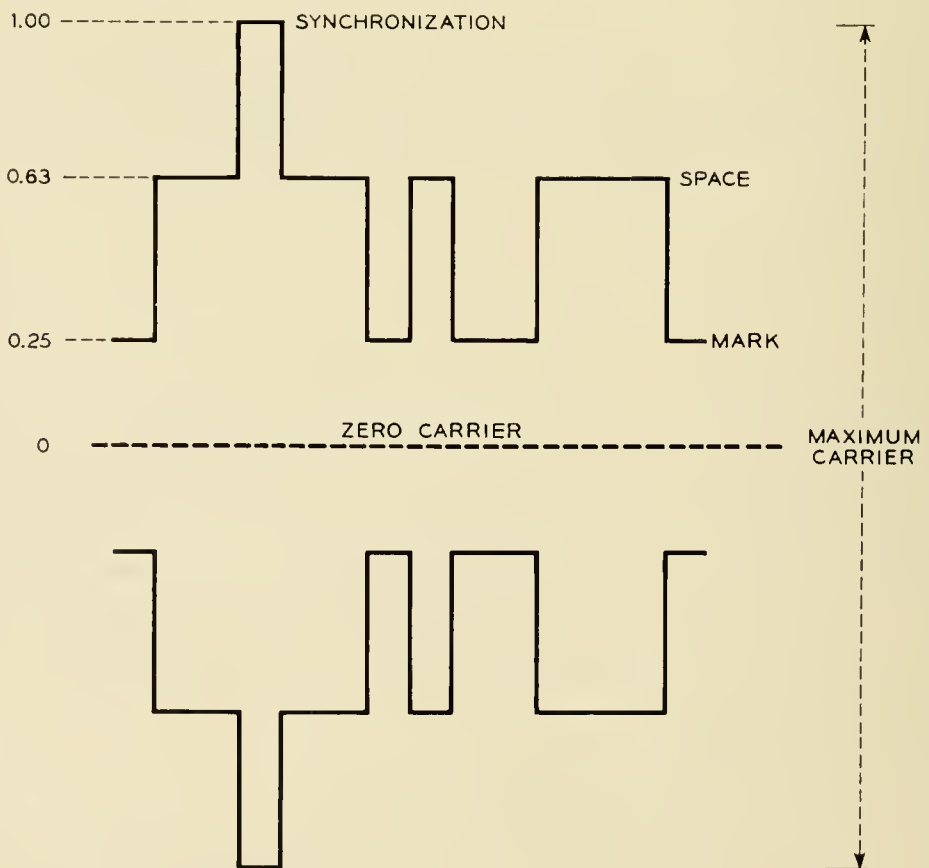 1.00
SYNCHRONIZATION
0.63
SPACE
0.25
MARK
ZERO CARRIER
0
MAXIMUM
CARRIER